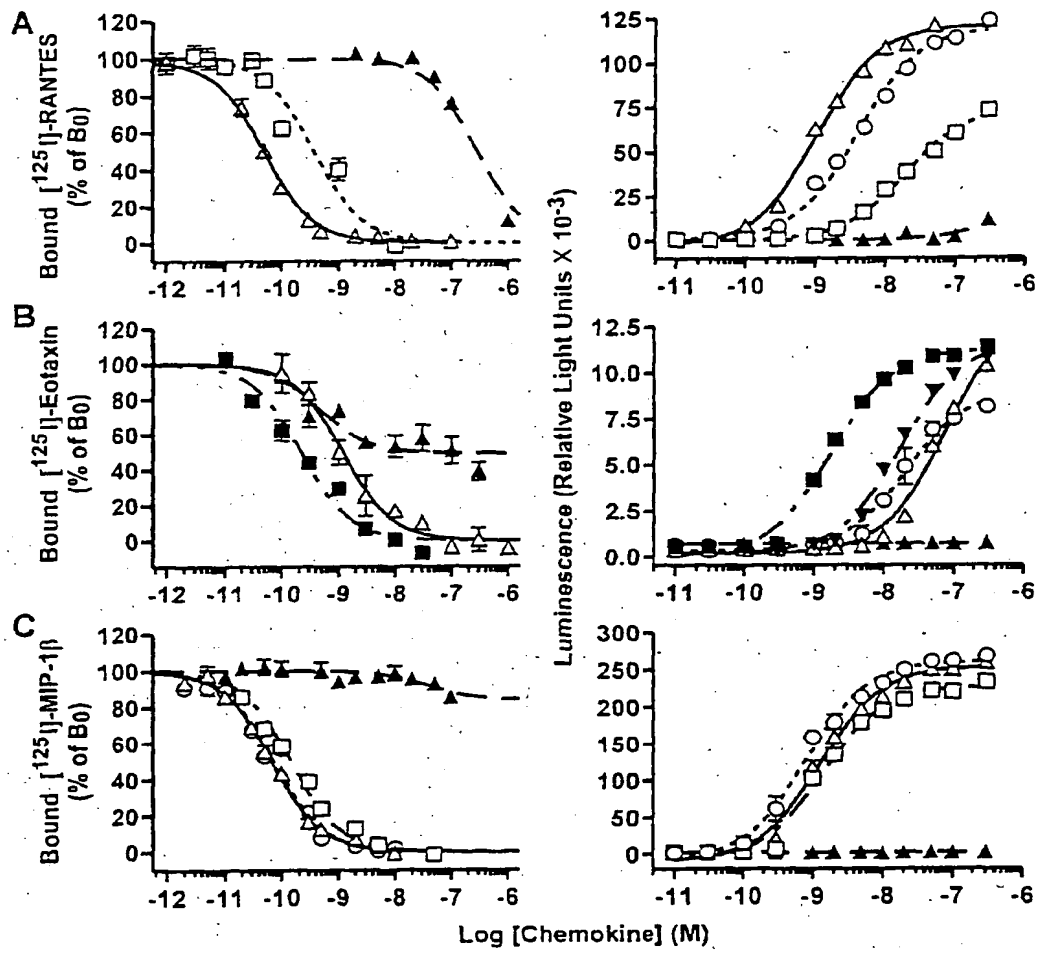 A
Bound [125I]-RANTES
(% of B0)
120
100
80
60
40
20
0
-12 -11 -10 -9 -8 -7 -6
125
100
75
50
25
0
-11 -10 -9 -8 -7 -6
B
Bound [125I]-Eotaxin
(% of B0)
120
100
80
60
40
20
0
-12 -11 -10 -9 -8 -7 -6
Luminescence (Relative Light Units X 10-3)
12.5
10.0
7.5
5.0
2.5
0.0
-11 -10 -9 -8 -7 -6
C
Bound [125I]-MIP-1β
(% of B0)
120
100
80
60
40
20
0
-12 -11 -10 -9 -8 -7 -6
300
250
200
150
100
50
0
-11 -10 -9 -8 -7 -6
Log [Chemokine] (M)